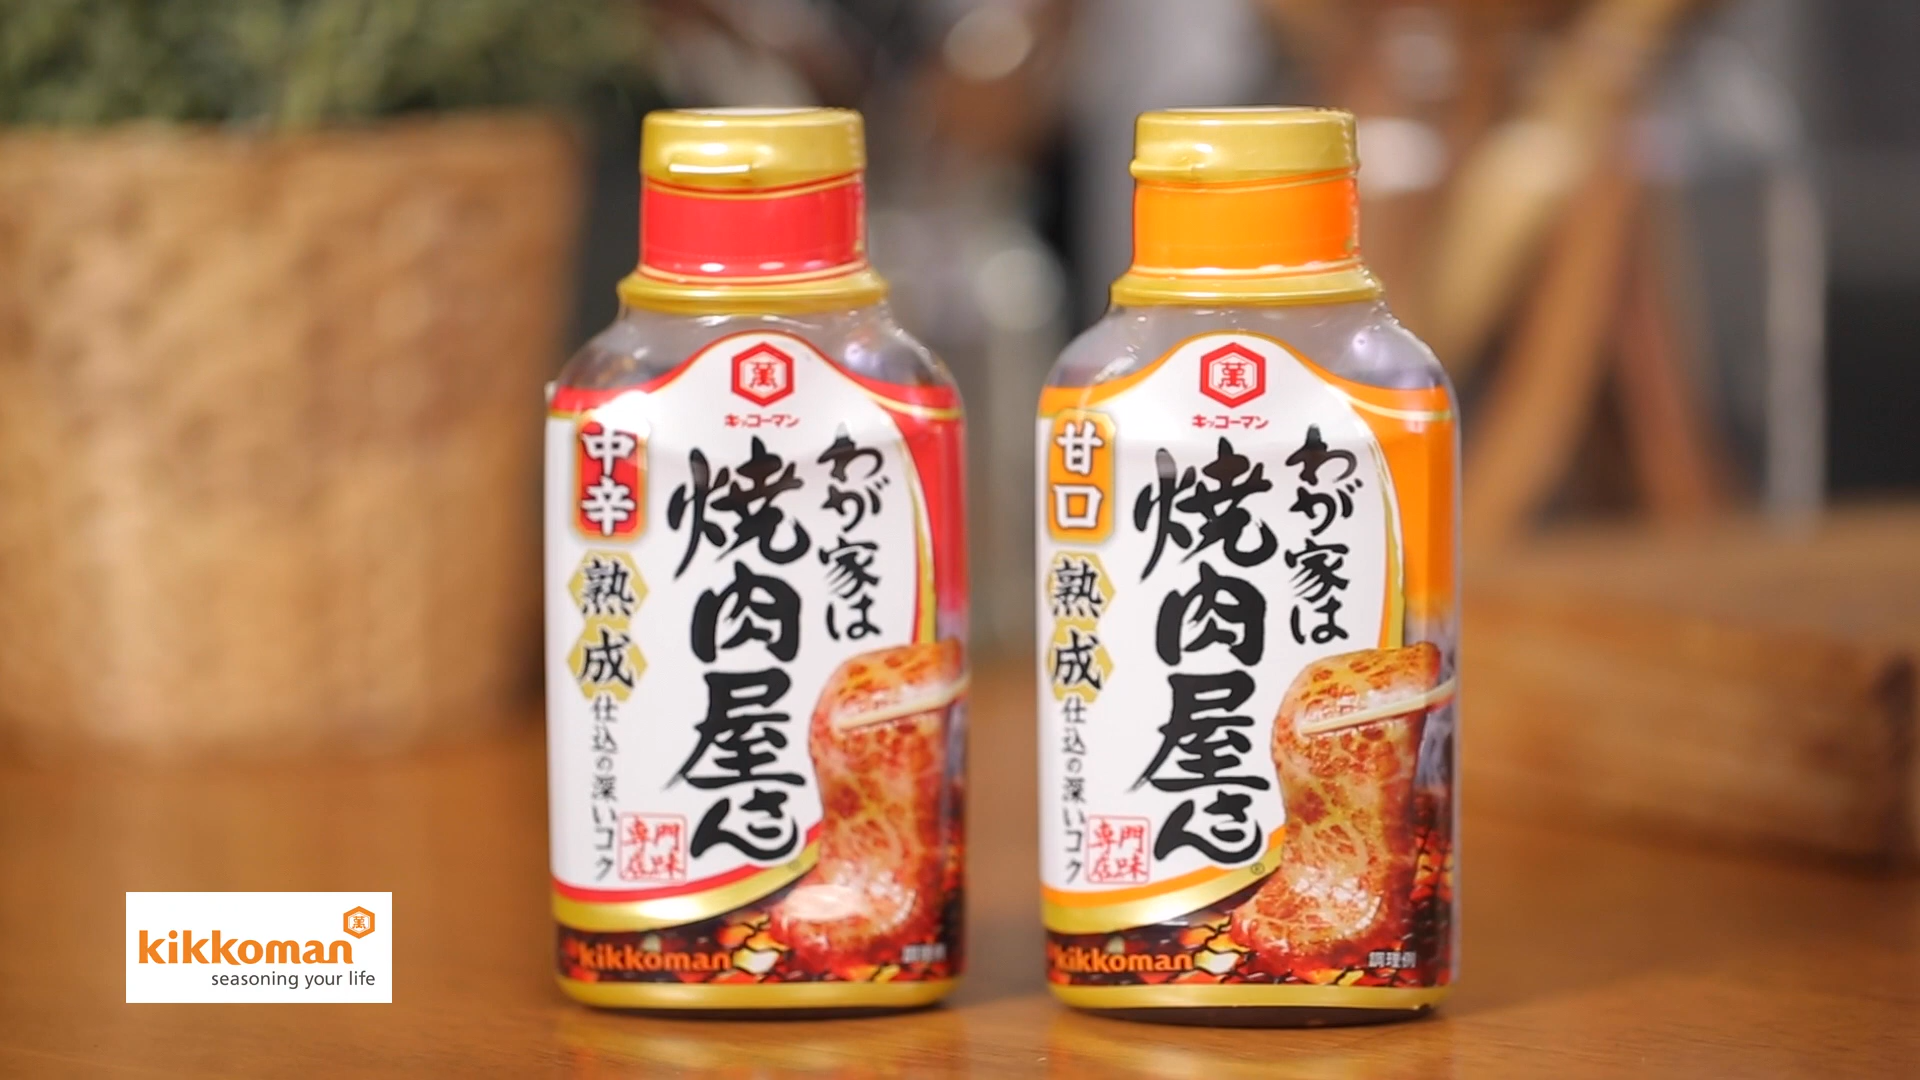 萬
キッコーマン
わが家は
焼肉屋さん
中辛
熟成
仕込の深いコク
専門店味
kikkoman
調理例
萬
キッコーマン
わが家は
焼肉屋さん
®
甘口
熟成
仕込の深いコク
専門店味
kikkoman
調理例
kikkoman
萬
seasoning your life